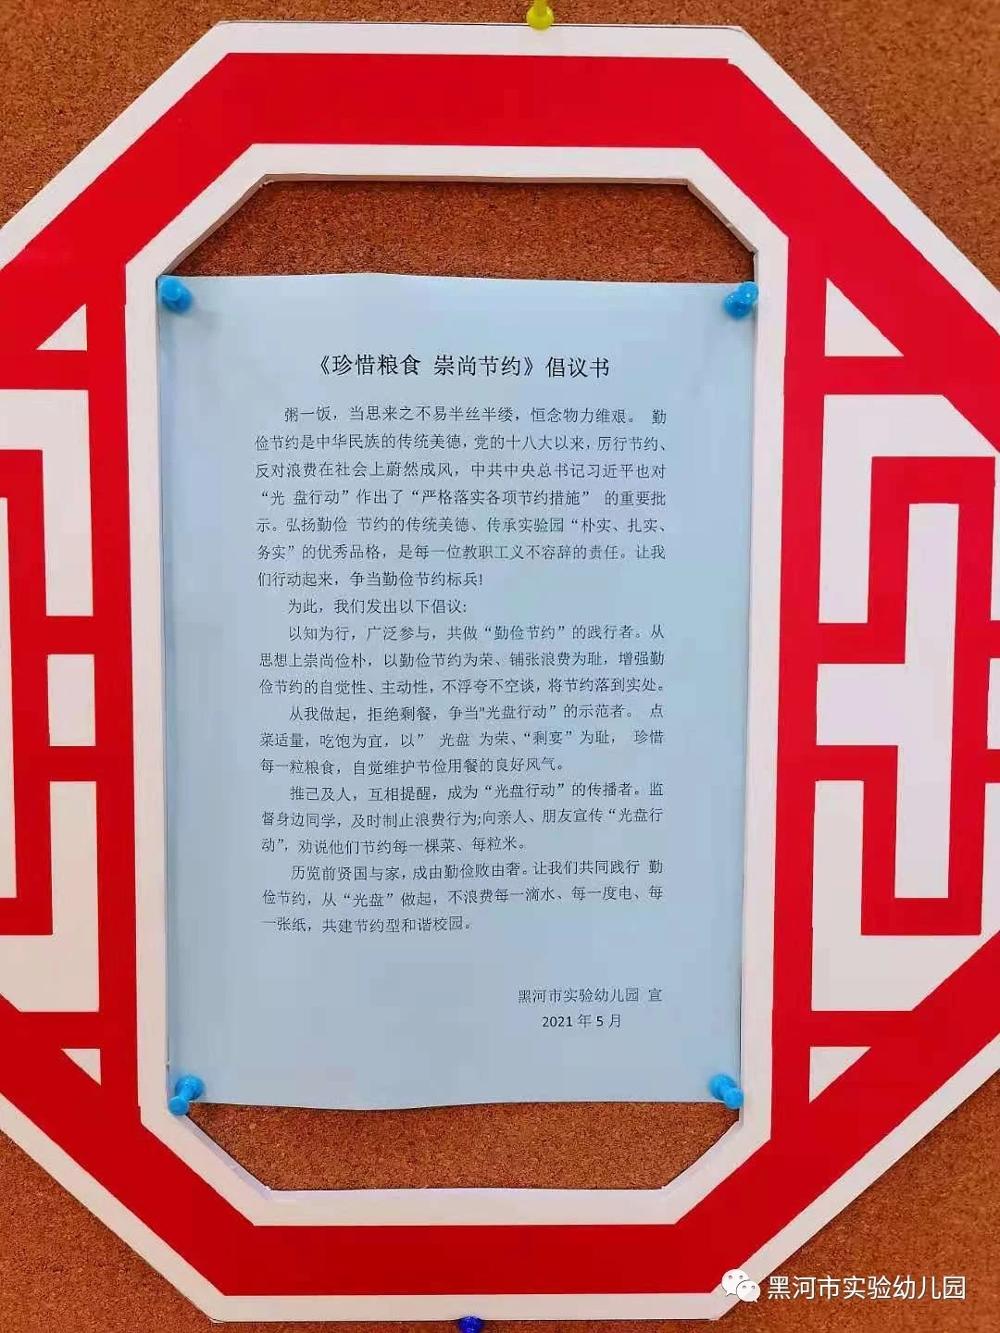 《珍惜粮食 崇尚节约》倡议书
粥一饭，当思来之不易半丝半缕，恒念物力维艰。 勤
俭节约是中华民族的传统美德，党的十八大以来，厉行节约、
反对浪费在社会上蔚然成风，中共中央总书记习近平也对
“光 盘行动”作出了“严格落实各项节约措施” 的重要批
示。弘扬勤俭 节约的传统美德、传承实验园“朴实、扎实、
务实”的优秀品格，是每一位教职工义不容辞的责任。让我
们行动起来，争当勤俭节约标兵!
为此，我们发出以下倡议:
以知为行，广泛参与，共做“勤俭节约”的践行者。从
思想上崇尚俭朴，以勤俭节约为荣、铺张浪费为耻，增强勤
俭节约的自觉性、主动性，不浮夸不空谈，将节约落到实处。
从我做起，拒绝剩餐，争当"光盘行动”的示范者。 点
菜适量，吃饱为宜，以” 光盘 为荣、“剩宴”为耻， 珍惜
每一粒粮食，自觉维护节俭用餐的良好风气。
推己及人，互相提醒，成为“光盘行动”的传播者。监
督身边同学，及时制止浪费行为;向亲人、朋友宣传“光盘行
动”，劝说他们节约每一棵菜、每粒米。
历览前贤国与家，成由勤俭败由奢。让我们共同践行 勤
俭节约，从“光盘”做起，不浪费每一滴水、每一度电、每
一张纸，共建节约型和谐校园。
黑河市实验幼儿园 宣
2021 年 5 月
黑河市实验幼儿园